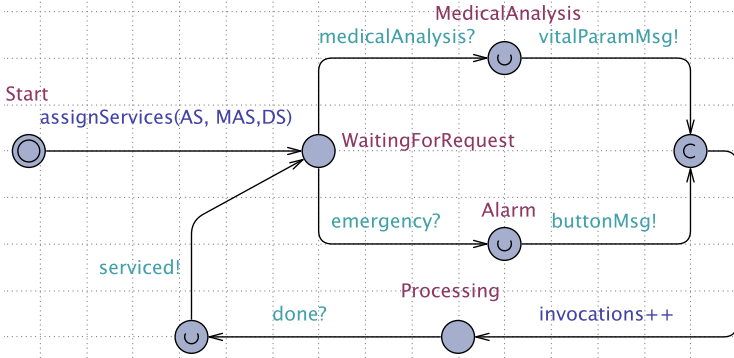 MedicalAnalysis
medicalAnalysis?
vitalParamMsg!
Start
assignServices(AS, MAS,DS)
WaitingForRequest
C
Alarm
emergency?
buttonMsg!
serviced!
Processing
done?
invocations++